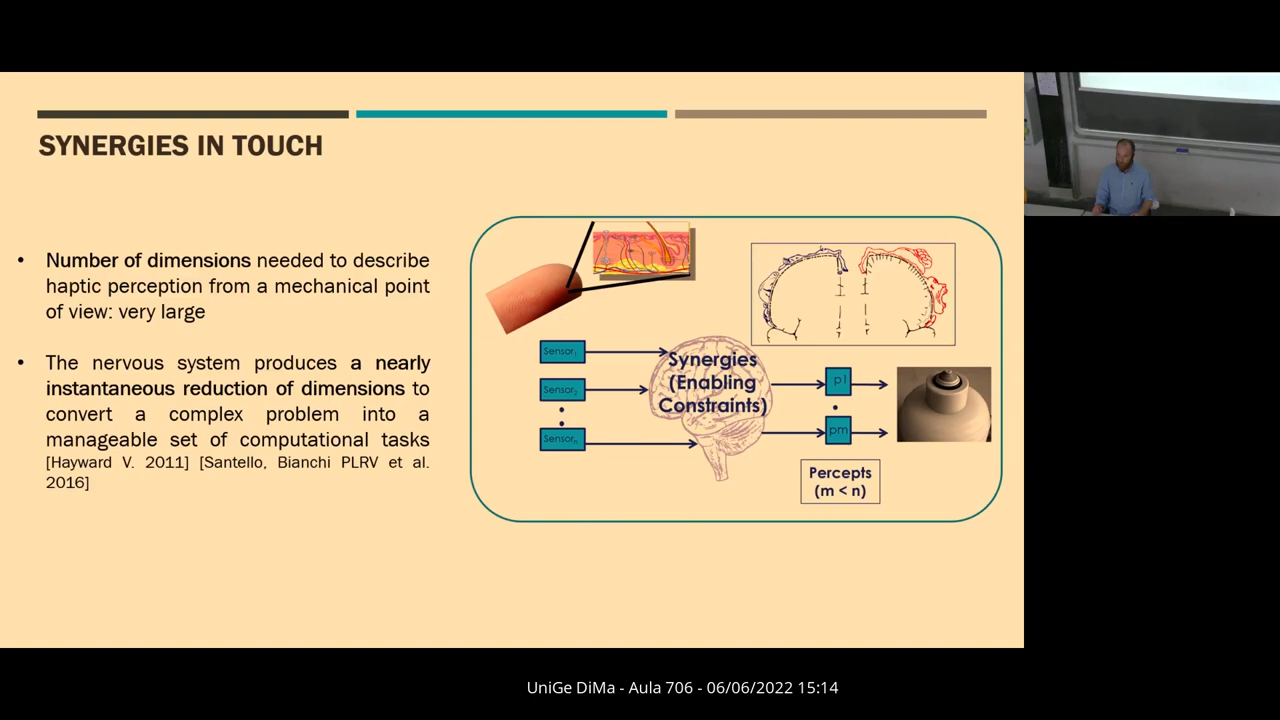 SYNERGIES IN TOUCH
• Number of dimensions needed to describe
haptic perception from a mechanical point
of view: very large
• The nervous system produces a nearly
instantaneous reduction of dimensions to
convert a complex problem into a
manageable set of computational tasks
[Hayward V. 2011] [Santello, Bianchi PLRV et al.
2016]
Sensor1
Sensor2
Sensorn
Synergies
(Enabling
Constraints)
p1
pm
Percepts
(m < n)
UniGe DiMa - Aula 706 - 06/06/2022 15:14